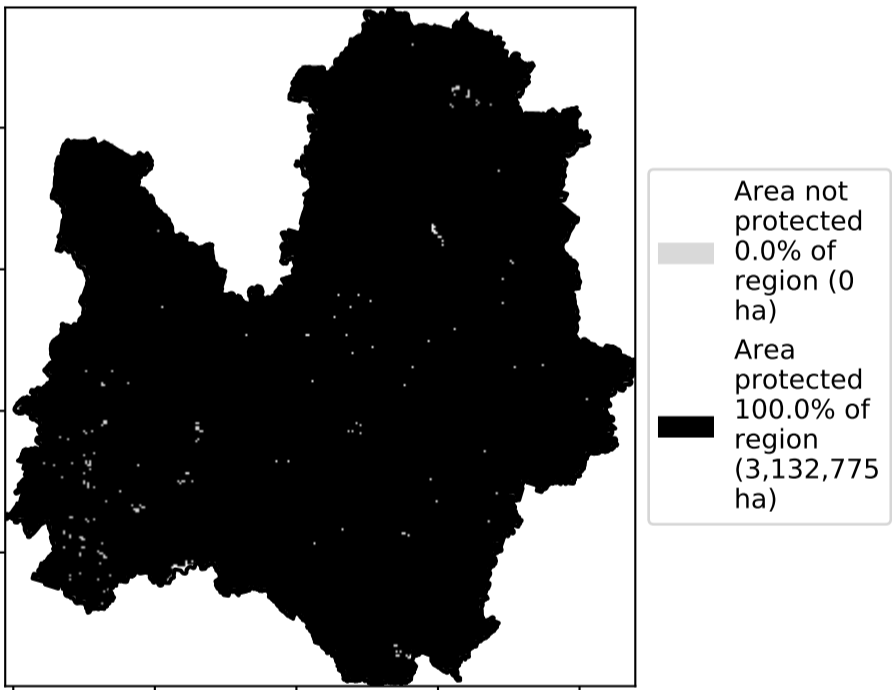 Area not
protected
0.0% of
region (0
ha)
Area
protected
100.0% of
region
(3,132,775
ha)